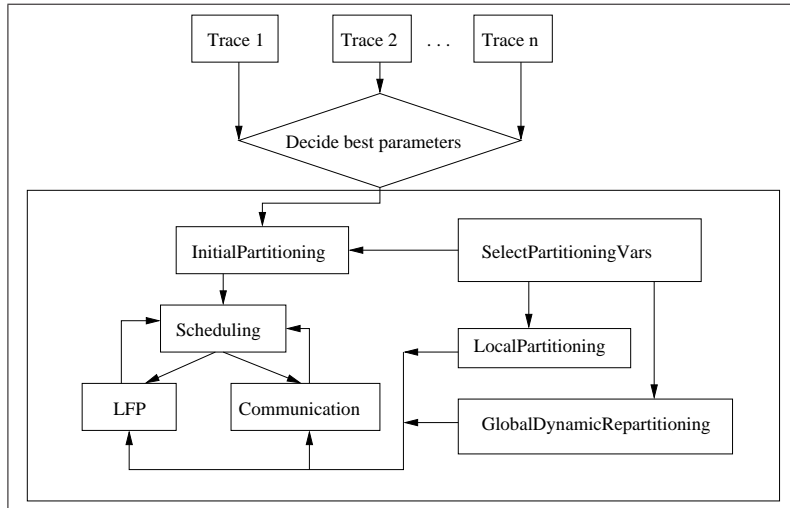 Trace 1
Trace 2
. . .
Trace n
Decide best parameters
InitialPartitioning
SelectPartitioningVars
Scheduling
LocalPartitioning
LFP
Communication
GlobalDynamicRepartitioning